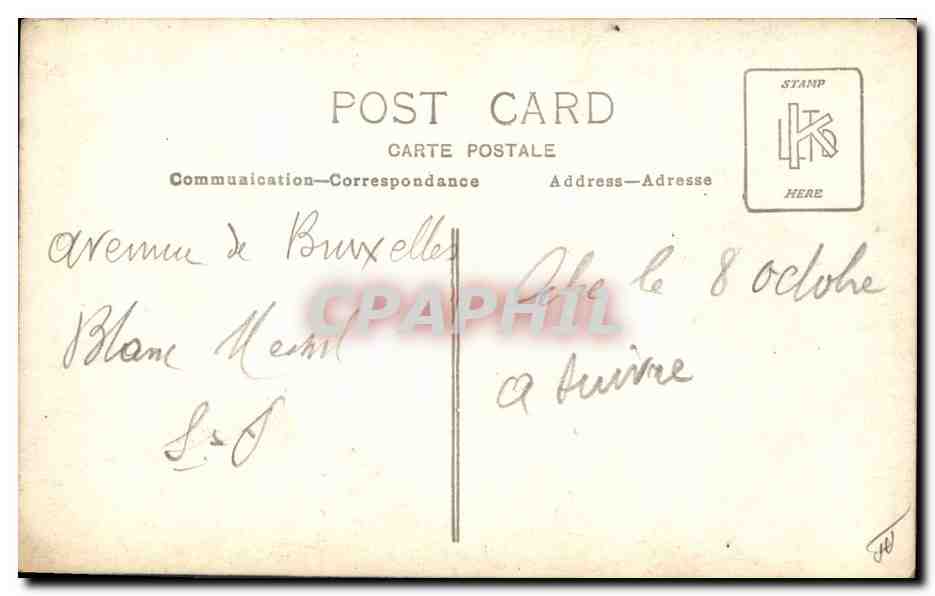 POST CARD
CARTE POSTALE
Communication—Correspondance
Address—Adresse
STAMP
HERE
avenue de Bruxelles
Blanc Mesnil
S-O
le 8 octobre
a suivre
CPAPHIL